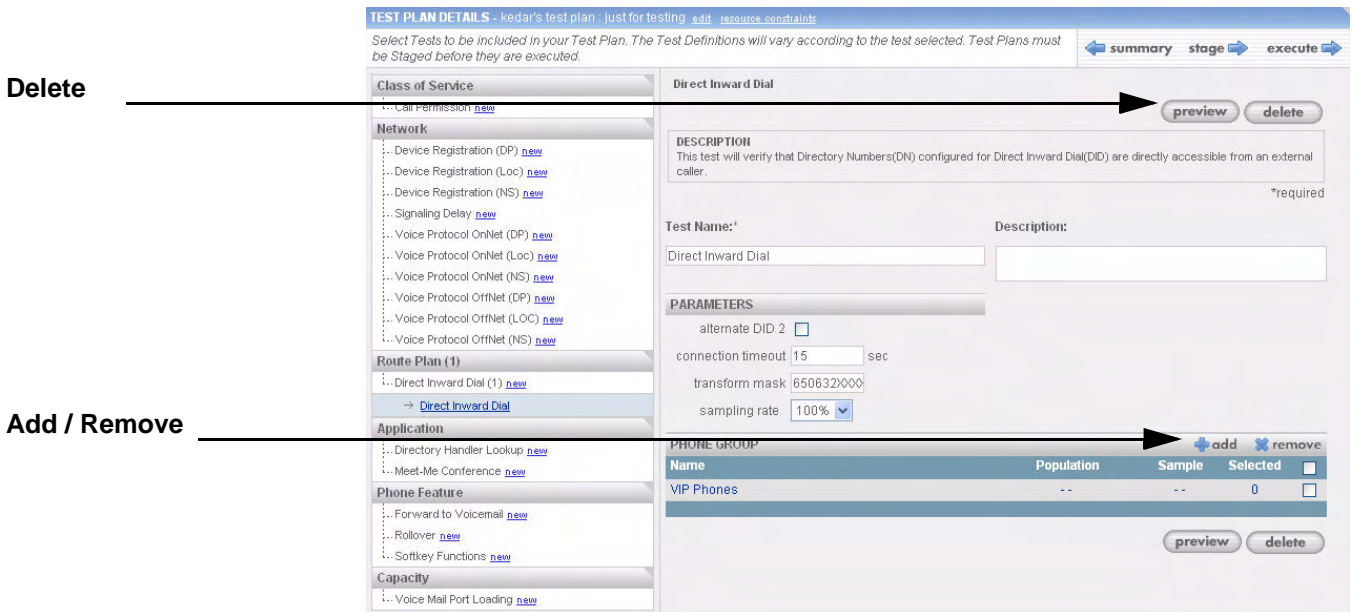 TEST PLAN DETAILS - kedar's test plan : just for testing edit resource constraints
Select Tests to be included in your Test Plan. The Test Definitions will vary according to the test selected. Test Plans must
be Staged before they are executed.
summary stage execute
Delete
Add / Remove
Class of Service
Call Permission new
Network
Device Registration (DP) new
Device Registration (Loc) new
Device Registration (NS) new
Signaling Delay new
Voice Protocol OnNet (DP) new
Voice Protocol OnNet (Loc) new
Voice Protocol OnNet (NS) new
Voice Protocol OffNet (DP) new
Voice Protocol OffNet (LOC) new
Voice Protocol OffNet (NS) new
Route Plan (1)
Direct Inward Dial (1) new
→ Direct Inward Dial
Application
Directory Handler Lookup new
Meet-Me Conference new
Phone Feature
Forward to Voicemail new
Rollover new
Softkey Functions new
Capacity
Voice Mail Port Loading new
Direct Inward Dial
preview delete
DESCRIPTION
This test will verify that Directory Numbers(DN) configured for Direct Inward Dial(DID) are directly accessible from an external
caller.
*required
Test Name:* Description:
Direct Inward Dial
PARAMETERS
alternate DID 2
connection timeout 15 sec
transform mask 650632XXXX
sampling rate 100%
PHONE GROUP add remove
Name Population Sample Selected
VIP Phones -- -- 0
preview delete